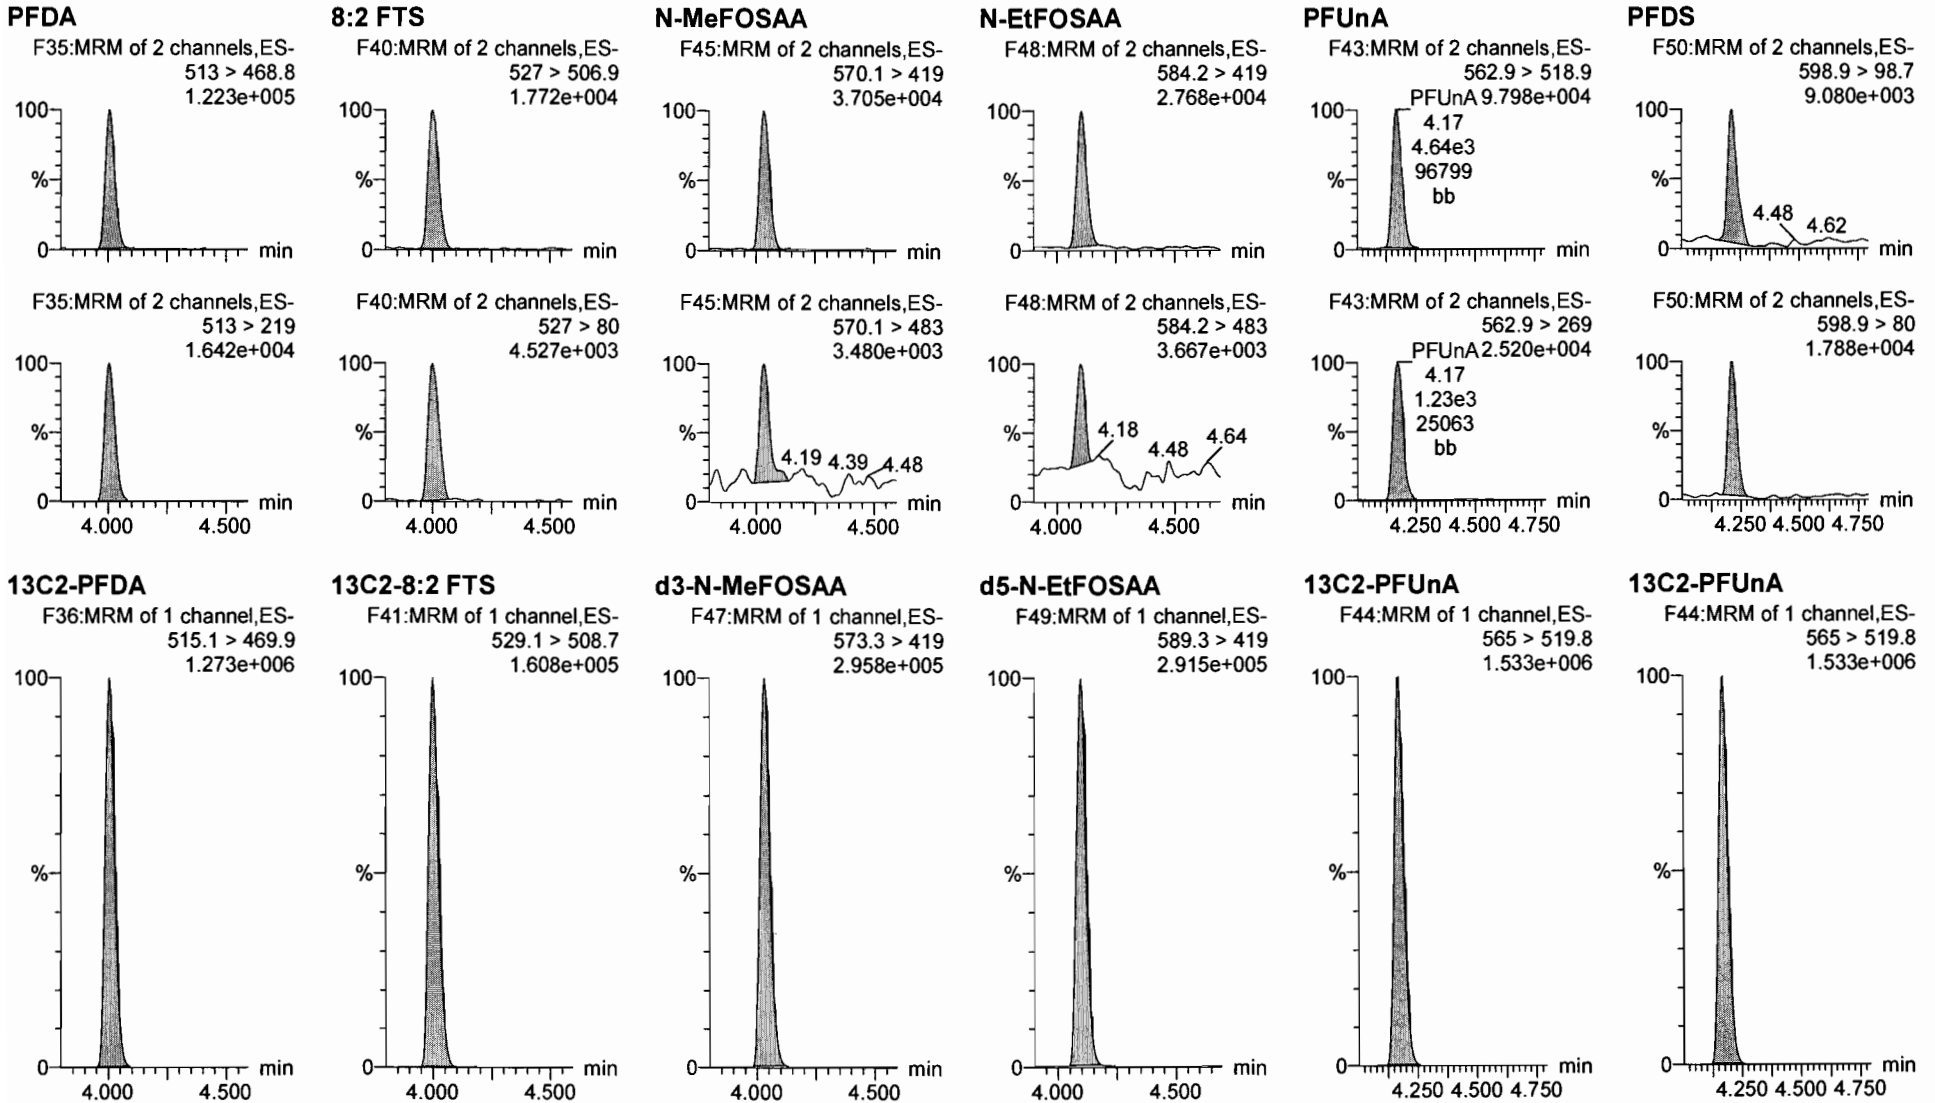 PFDA
F35:MRM of 2 channels,ES-
513 > 468.8
1.223e+005
100
%
0
min
F35:MRM of 2 channels,ES-
513 > 219
1.642e+004
100
%
0
min
4.000 4.500
8:2 FTS
F40:MRM of 2 channels,ES-
527 > 506.9
1.772e+004
100
%
0
min
F40:MRM of 2 channels,ES-
527 > 80
4.527e+003
100
%
0
min
4.000 4.500
N-MeFOSAA
F45:MRM of 2 channels,ES-
570.1 > 419
3.705e+004
100
%
0
min
F45:MRM of 2 channels,ES-
570.1 > 483
3.480e+003
100
%
4.19 4.39 4.48
0
min
4.000 4.500
N-EtFOSAA
F48:MRM of 2 channels,ES-
584.2 > 419
2.768e+004
100
%
0
min
F48:MRM of 2 channels,ES-
584.2 > 483
3.667e+003
100
%
4.18 4.48 4.64
0
min
4.000 4.500
PFUnA
F43:MRM of 2 channels,ES-
562.9 > 518.9
PFUnA 9.798e+004
100
4.17
4.64e3
96799
bb
%
0
min
F43:MRM of 2 channels,ES-
562.9 > 269
PFUnA 2.520e+004
100
4.17
1.23e3
25063
bb
%
0
min
4.250 4.500 4.750
PFDS
F50:MRM of 2 channels,ES-
598.9 > 98.7
9.080e+003
100
%
4.48 4.62
0
min
F50:MRM of 2 channels,ES-
598.9 > 80
1.788e+004
100
%
0
min
4.250 4.500 4.750
13C2-PFDA
F36:MRM of 1 channel,ES-
515.1 > 469.9
1.273e+006
100
%
0
min
4.000 4.500
13C2-8:2 FTS
F41:MRM of 1 channel,ES-
529.1 > 508.7
1.608e+005
100
%
0
min
4.000 4.500
d3-N-MeFOSAA
F47:MRM of 1 channel,ES-
573.3 > 419
2.958e+005
100
%
0
min
4.000 4.500
d5-N-EtFOSAA
F49:MRM of 1 channel,ES-
589.3 > 419
2.915e+005
100
%
0
min
4.000 4.500
13C2-PFUnA
F44:MRM of 1 channel,ES-
565 > 519.8
1.533e+006
100
%
0
min
4.250 4.500 4.750
13C2-PFUnA
F44:MRM of 1 channel,ES-
565 > 519.8
1.533e+006
100
%
0
min
4.250 4.500 4.750